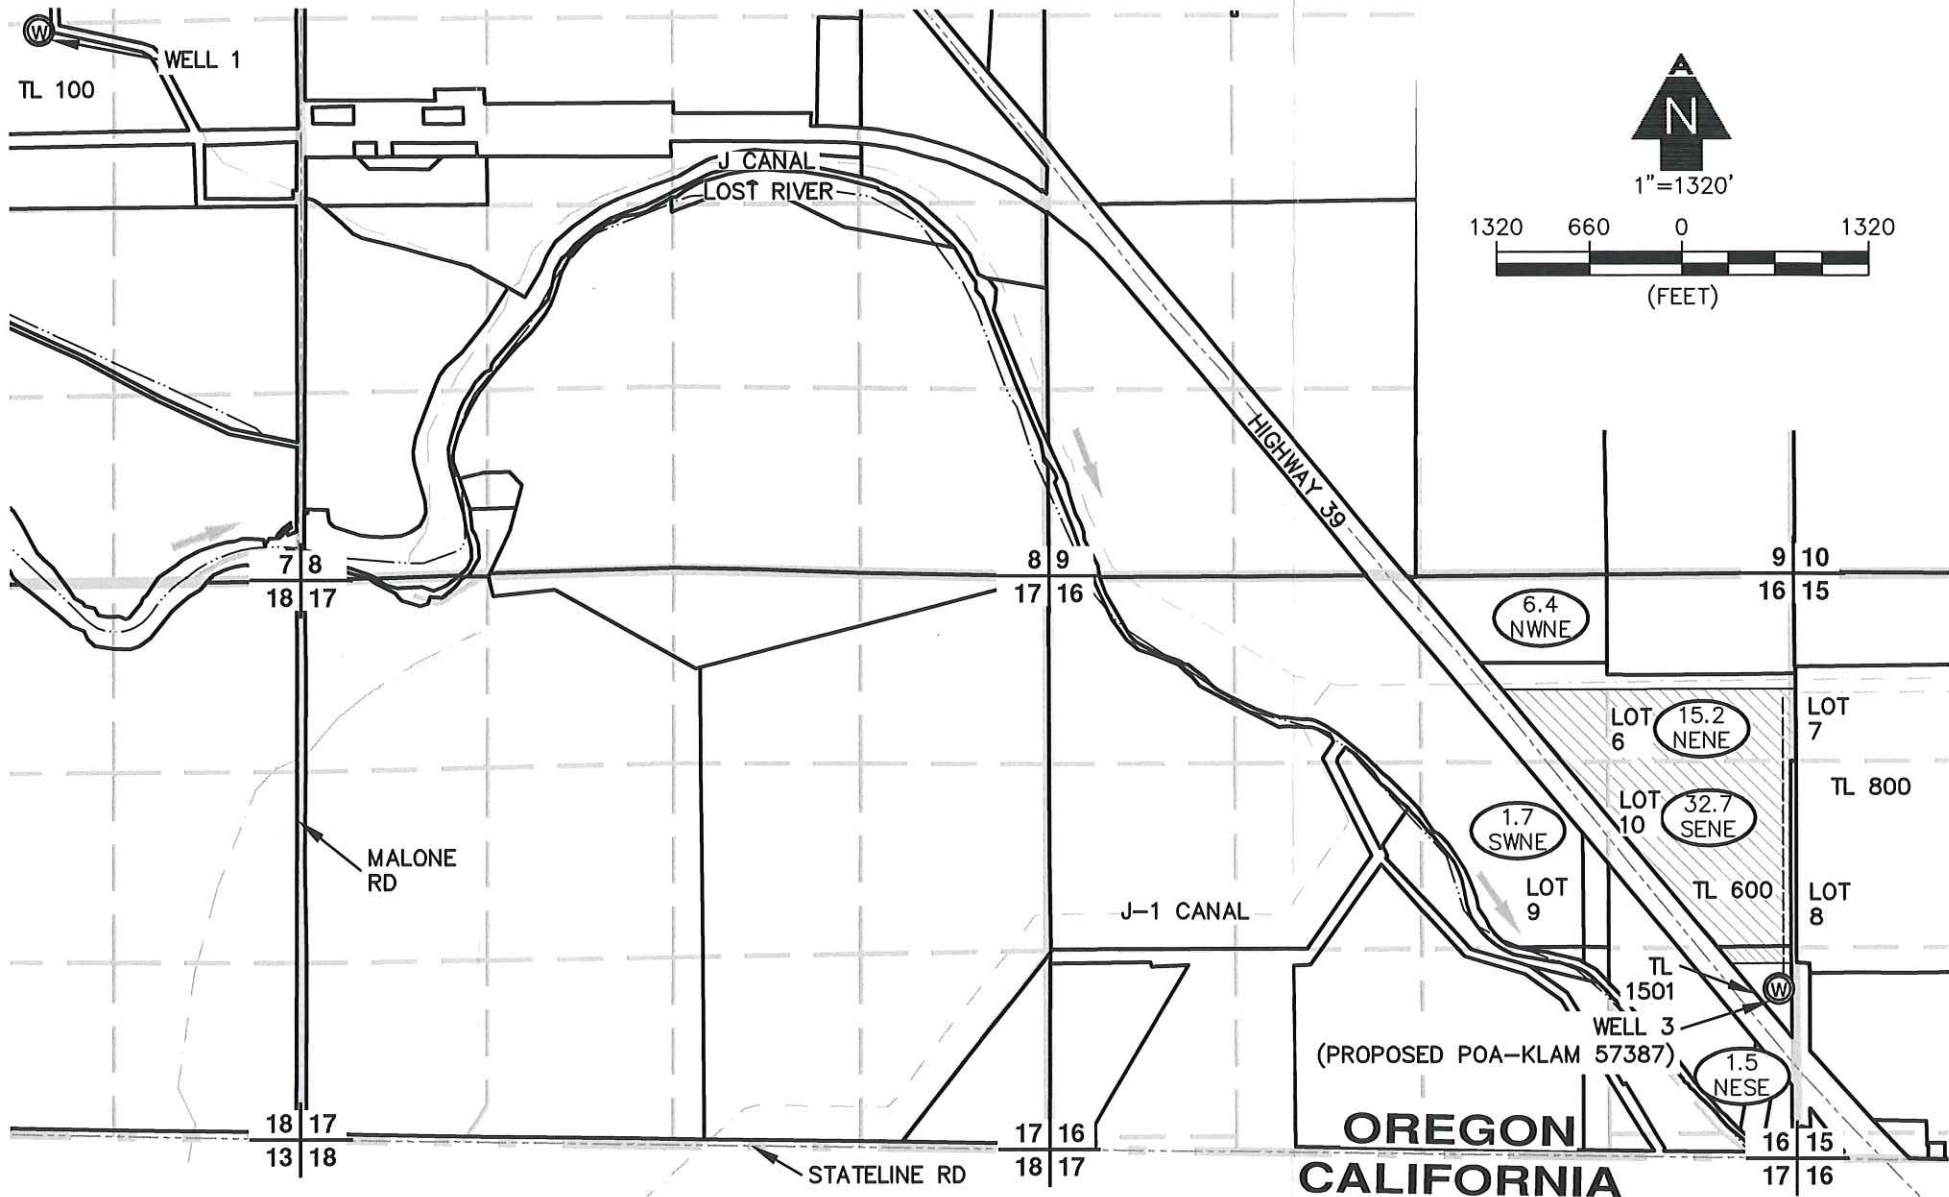 W
WELL 1
TL 100
A
N
1"=1320'
1320 660 0 1320
(FEET)
J CANAL
LOST RIVER
HIGHWAY 39
7 8
18 17
8 9
17 16
9 10
16 15
6.4
NWNE
LOT
6
15.2
NENE
LOT
7
TL 800
LOT
10
32.7
SENE
1.7
SWNE
MALONE
RD
LOT
9
TL 600
LOT
8
J-1 CANAL
TL
1501
W
WELL 3
(PROPOSED POA-KLAM 57387)
1.5
NESE
18 17
13 18
17 16
18 17
16 15
17 16
STATELINE RD
OREGON
CALIFORNIA